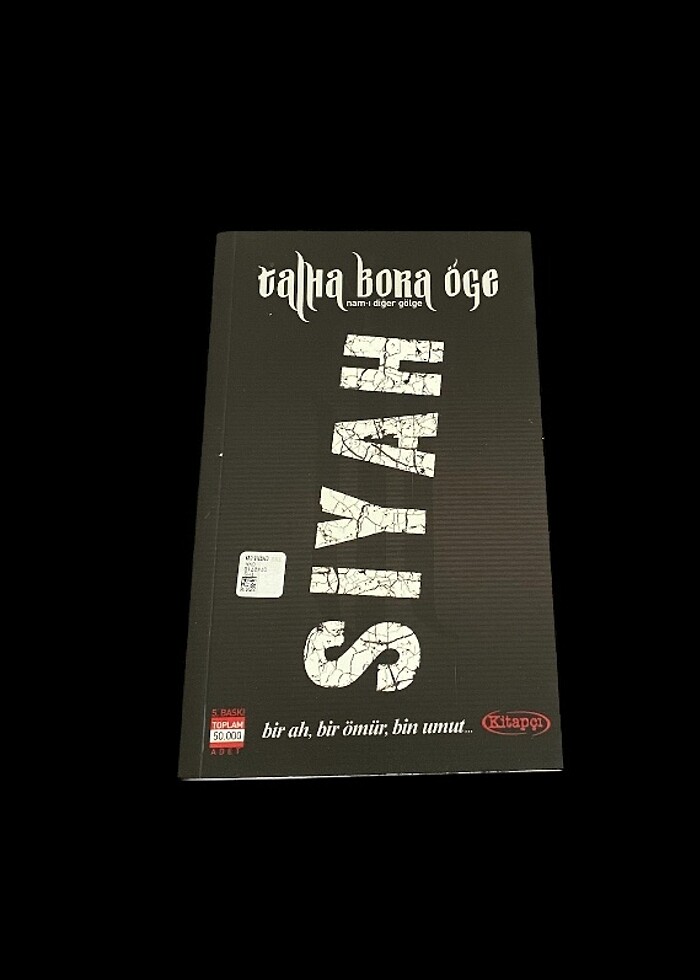 talha bora öge
nam-ı diğer gölge
SİYAH
5. BASKI
TOPLAM
50.000
ADET
bir ah, bir ömür, bin umut...
Kitapçı